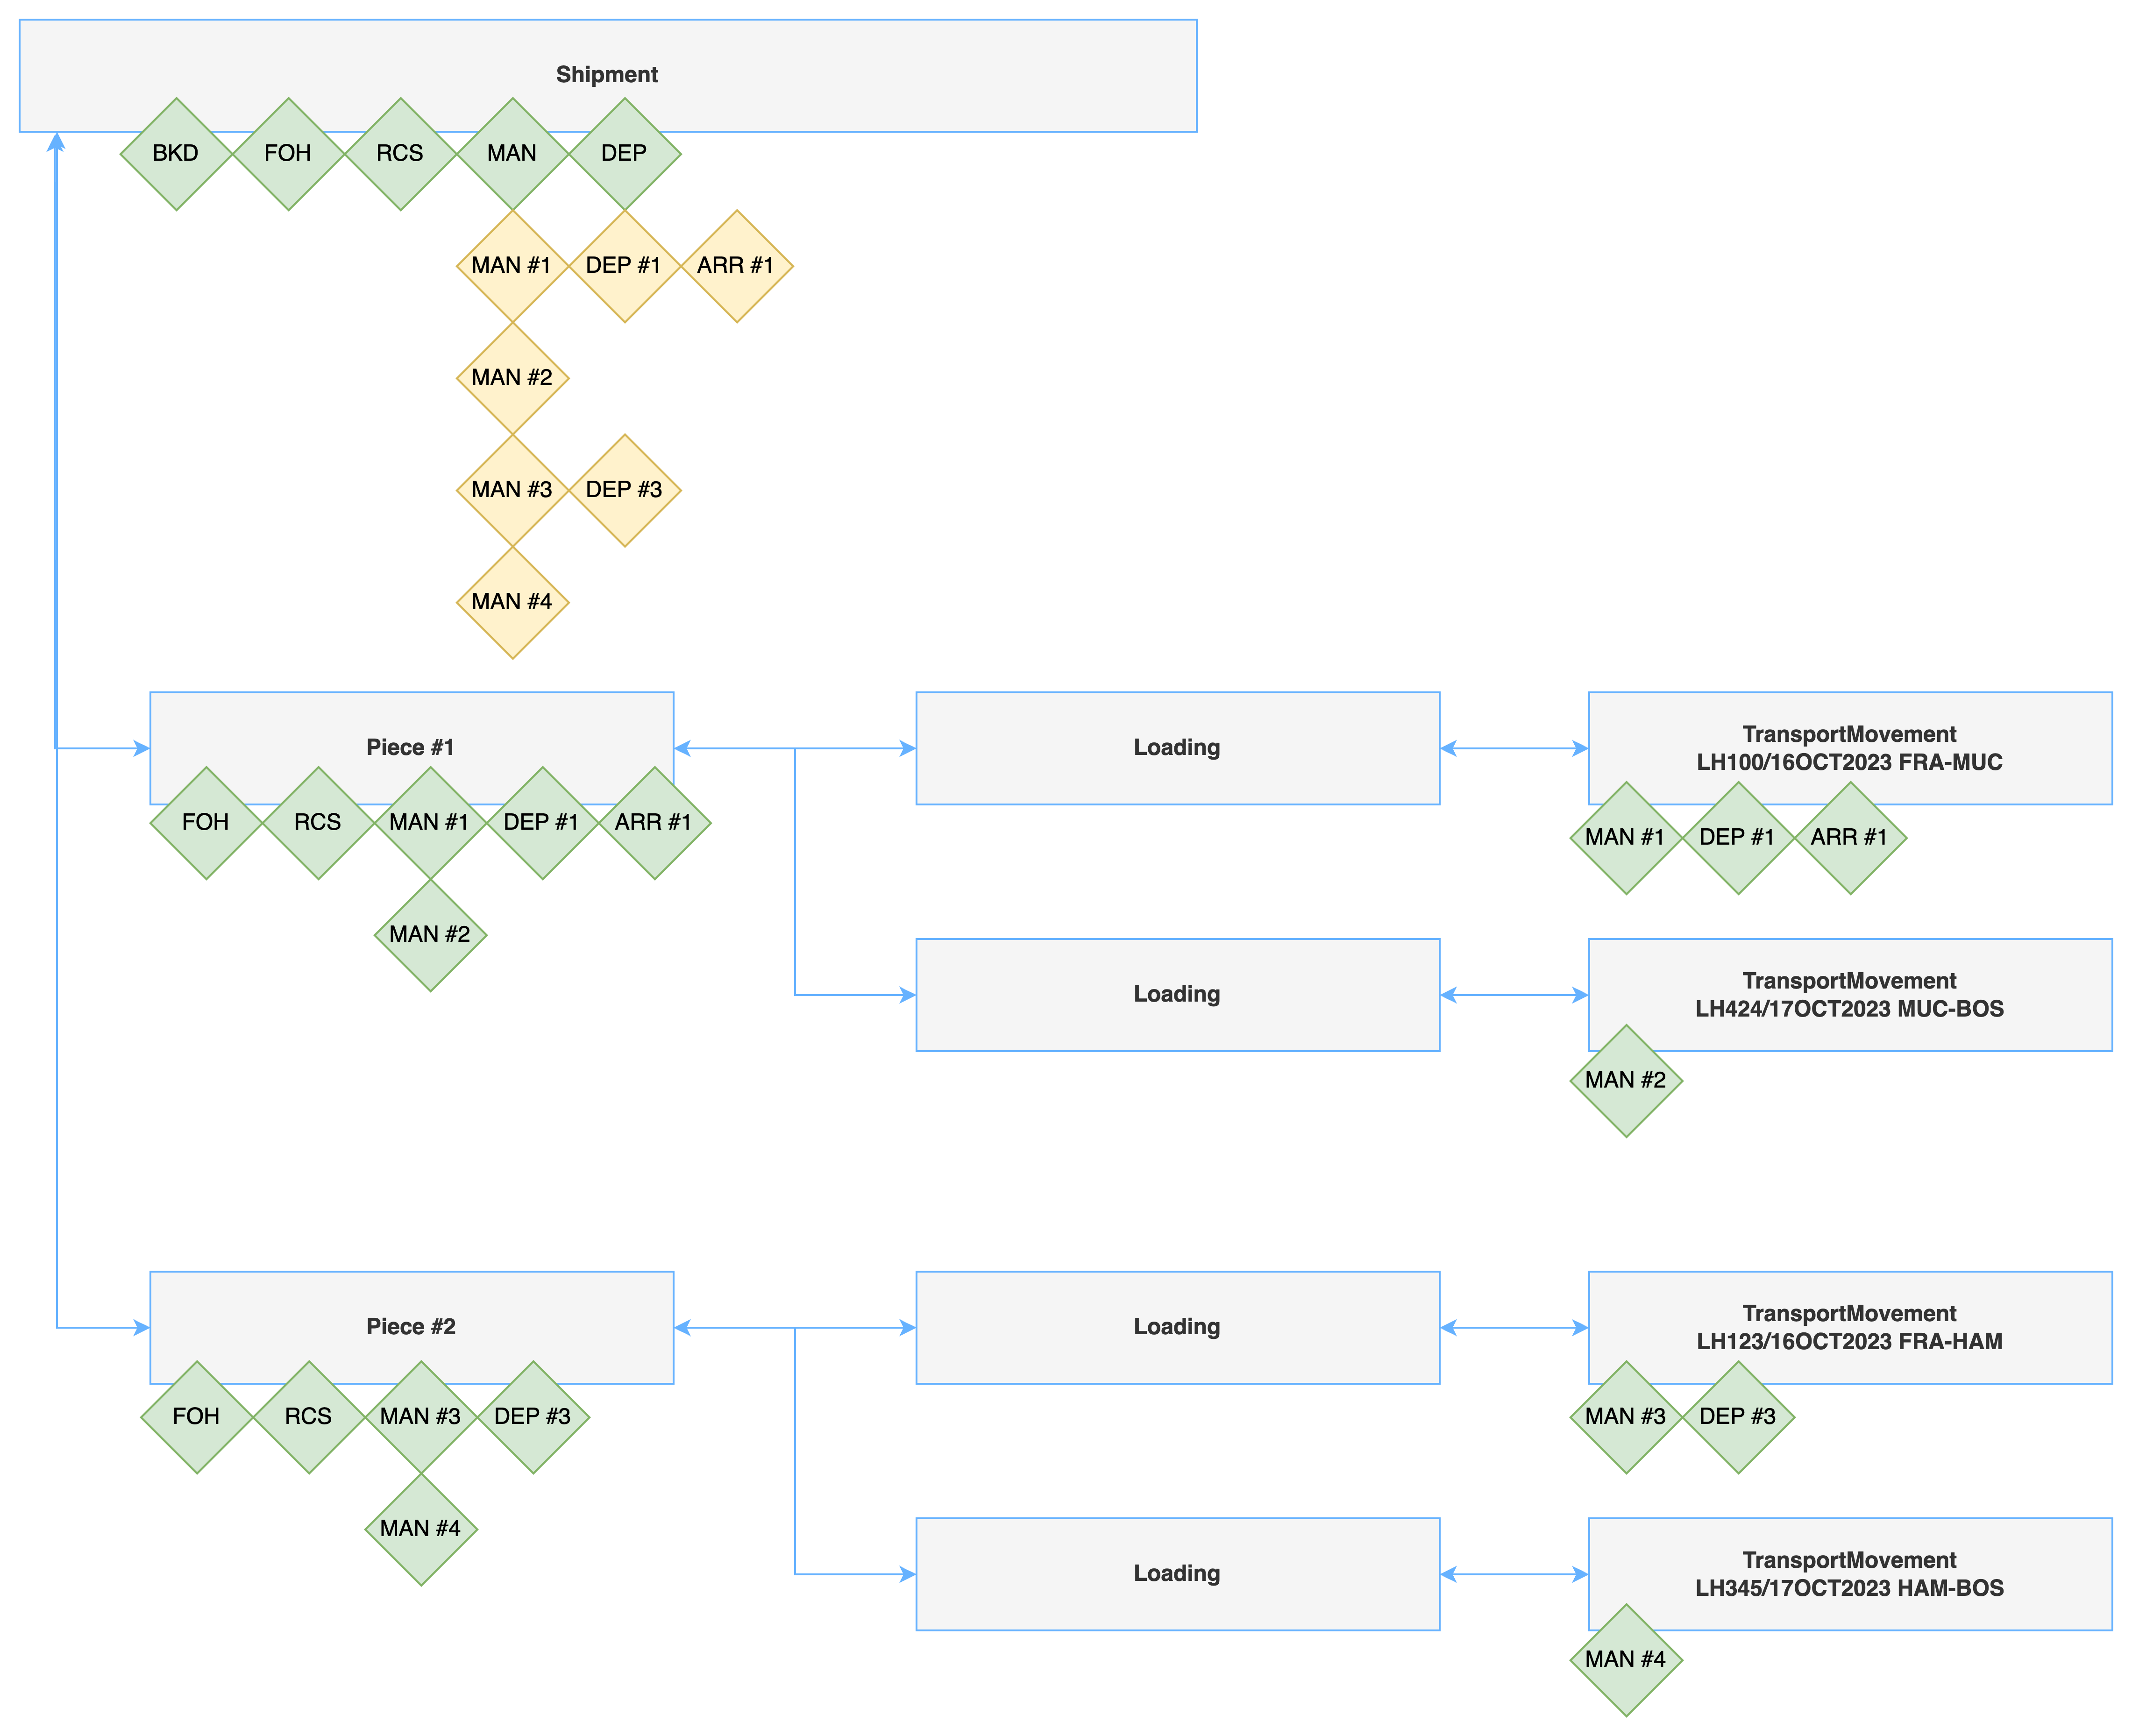 Shipment
BKD
FOH
RCS
MAN
DEP
MAN #1
DEP #1
ARR #1
MAN #2
MAN #3
DEP #3
MAN #4
Piece #1
Loading
TransportMovement
LH100/16OCT2023 FRA-MUC
FOH
RCS
MAN #1
DEP #1
ARR #1
MAN #1
DEP #1
ARR #1
MAN #2
Loading
TransportMovement
LH424/17OCT2023 MUC-BOS
MAN #2
Piece #2
Loading
TransportMovement
LH123/16OCT2023 FRA-HAM
FOH
RCS
MAN #3
DEP #3
MAN #3
DEP #3
MAN #4
Loading
TransportMovement
LH345/17OCT2023 HAM-BOS
MAN #4